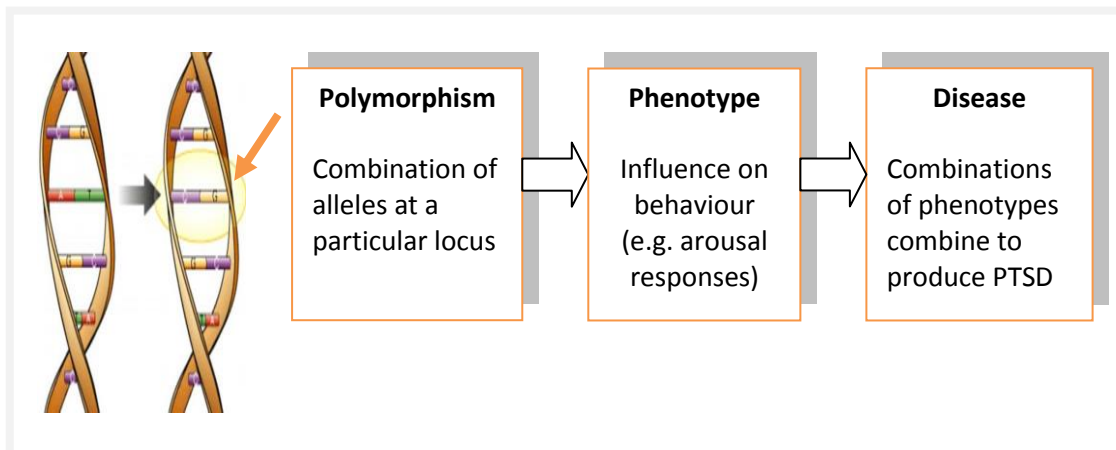 Polymorphism
Combination of
alleles at a
particular locus
Phenotype
Influence on
behaviour
(e.g. arousal
responses)
Disease
Combinations
of phenotypes
combine to
produce PTSD
G
A T
G
G
G